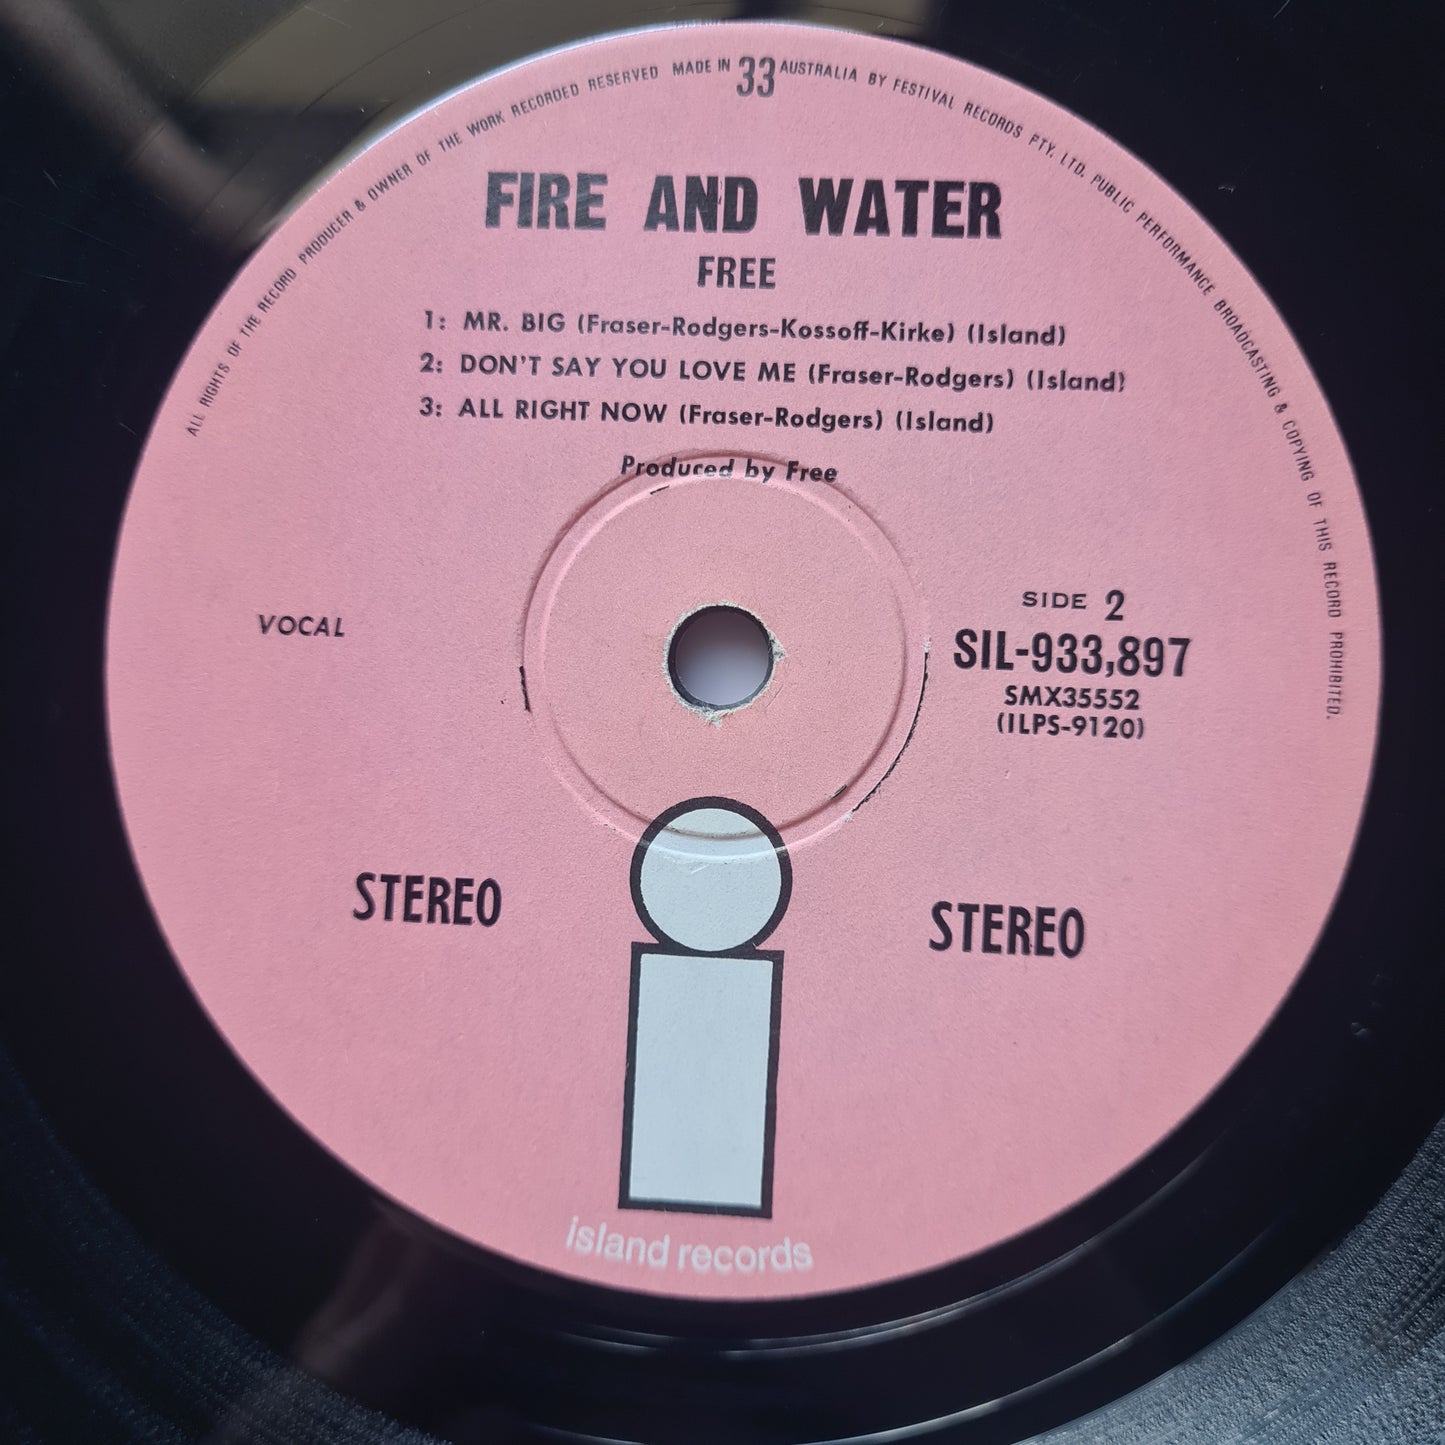 ALL RIGHTS OF THE RECORD PRODUCER & OWNER OF THE WORK RECORDED RESERVED MADE IN 33 AUSTRALIA BY FESTIVAL RECORDS PTY. LTD. PUBLIC PERFORMANCE BROADCASTING & COPYING OF THIS RECORD PROHIBITED.
FIRE AND WATER
FREE
1: MR. BIG (Fraser-Rodgers-Kossoff-Kirke) (Island)
2: DON'T SAY YOU LOVE ME (Fraser-Rodgers) (Island)
3: ALL RIGHT NOW (Fraser-Rodgers) (Island)
Produced by Free
VOCAL
SIDE 2
SIL-933,897
SMX35552
(ILPS-9120)
STEREO STEREO
i
island records